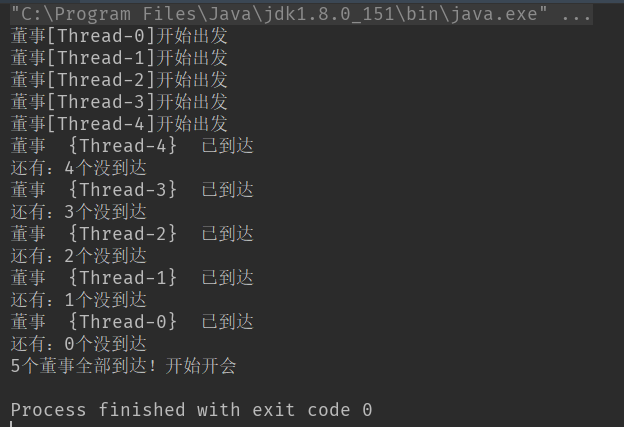 "C:\Program Files\Java\jdk1.8.0_151\bin\java.exe" ...
董事[Thread-0]开始出发
董事[Thread-1]开始出发
董事[Thread-2]开始出发
董事[Thread-3]开始出发
董事[Thread-4]开始出发
董事  {Thread-4}  已到达
还有：4个没到达
董事  {Thread-3}  已到达
还有：3个没到达
董事  {Thread-2}  已到达
还有：2个没到达
董事  {Thread-1}  已到达
还有：1个没到达
董事  {Thread-0}  已到达
还有：0个没到达
5个董事全部到达！开始开会
Process finished with exit code 0